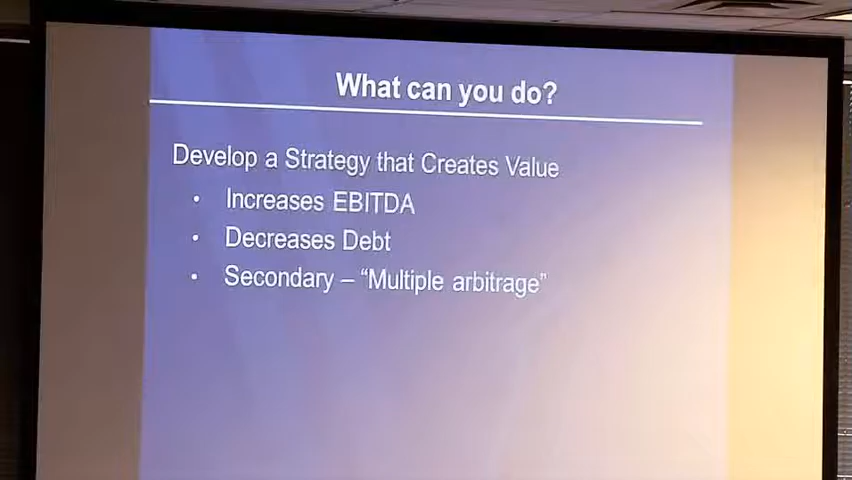 What can you do?
Develop a Strategy that Creates Value
• Increases EBITDA
• Decreases Debt
• Secondary – “Multiple arbitrage”